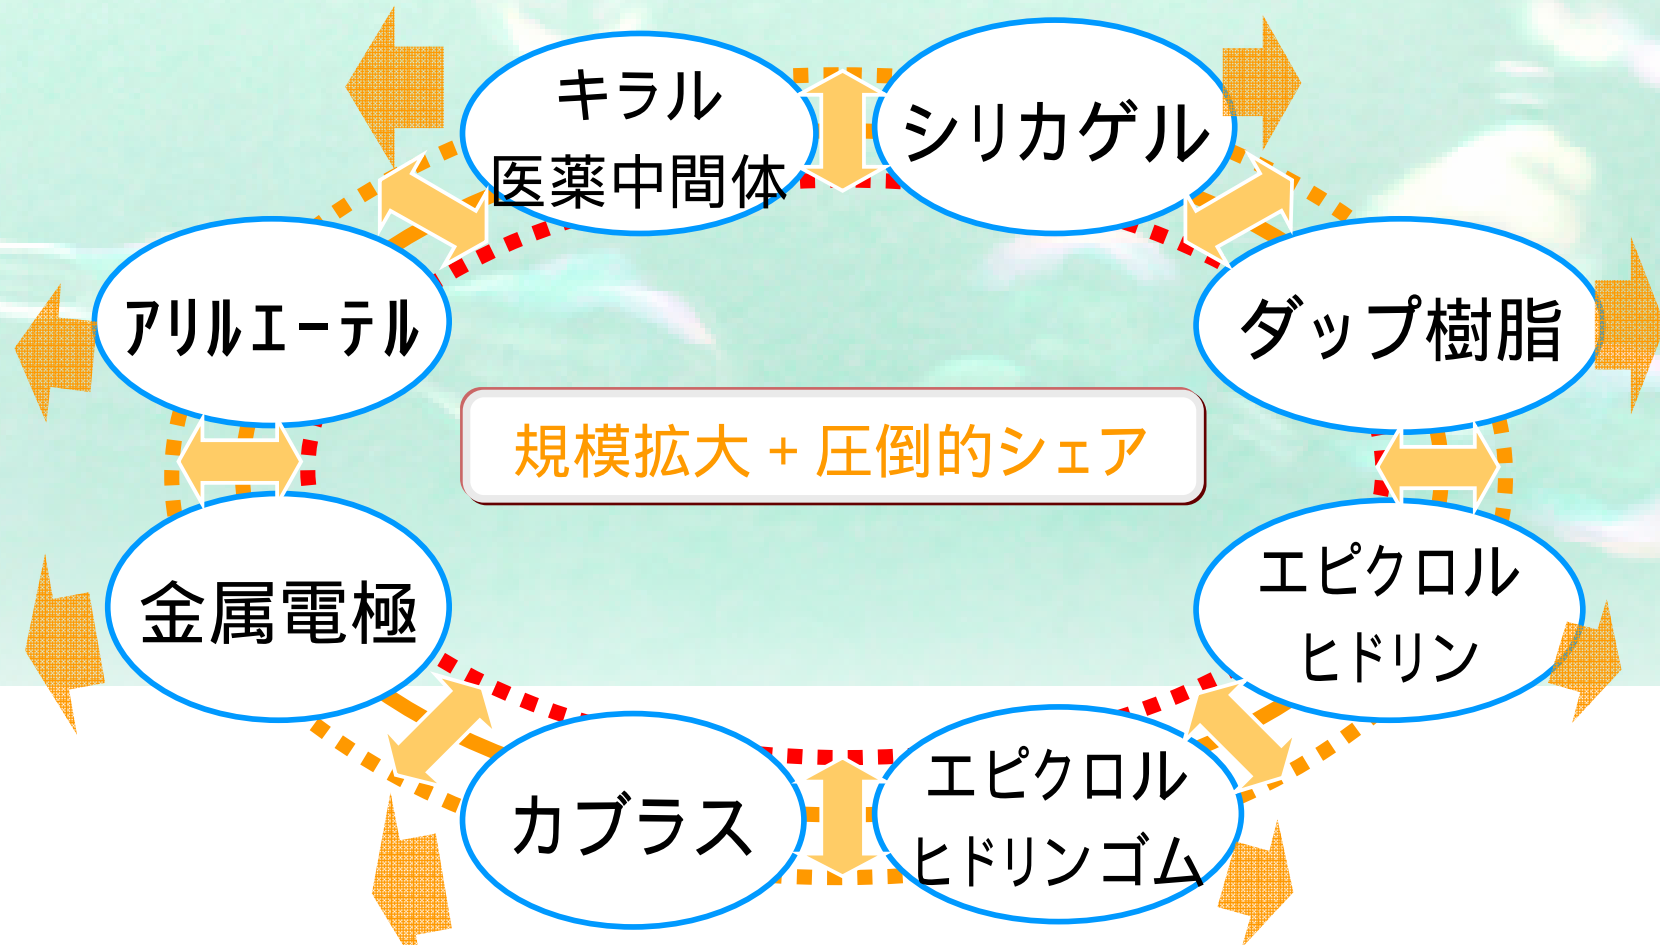 キラル
医薬中間体
シリカゲル
アリルエーテル
ダップ樹脂
規模拡大+圧倒的シェア
金属電極
エピクロル
ヒドリン
カブラス
エピクロル
ヒドリンゴム